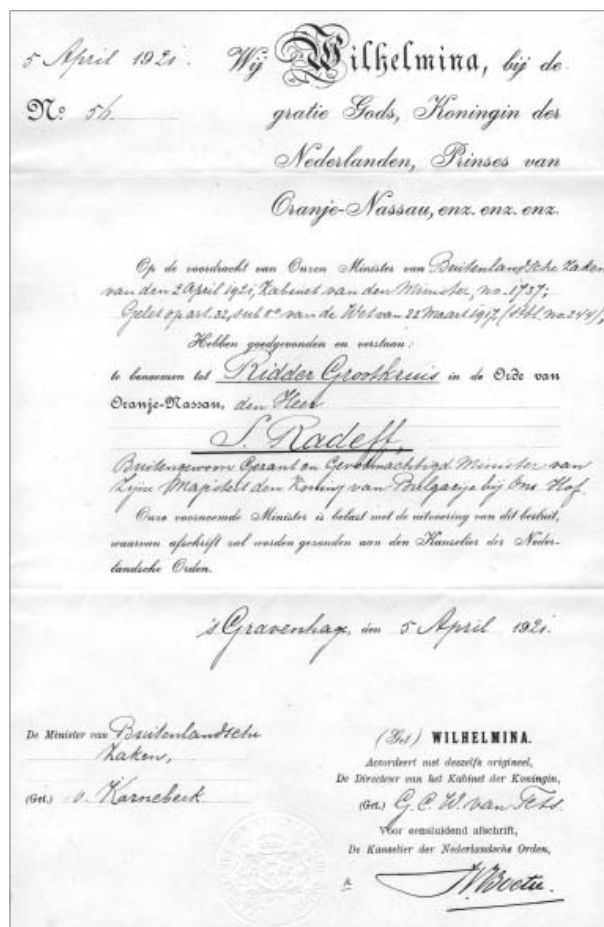 5 April 1921.
Wij Wilhelmina, bij de
No. 56.
gratie Gods, Koningin der
Nederlanden, Prinses van
Oranje-Nassau, enz. enz. enz.
Op de voordracht van Onzen Minister van Buitenlandsche Zaken
van den 2 April 1921, Kabinet van den Minister, no. 1737;
Gelet op art. 32, sub 1° van de Wet van 22 Maart 1917, (Stbl. no. 244);
Hebben goedgevonden en verstaan:
te benoemen tot Ridder Grootkruis in de Orde van
Oranje-Nassau, den Heer
S. Radeff,
Buitengewoon Gezant en Gevolmachtigd Minister van
Zijne Majesteit den Koning van Bulgarije bij Ons Hof.
Onze voornoemde Minister is belast met de uitvoering van dit besluit,
waarvan afschrift zal worden gezonden aan den Kanselier der Neder-
landsche Orden.
's Gravenhage, den 5 April 1921.
De Minister van Buitenlandsche
Zaken,
(Get.) v. Karnebeek
(Get) WILHELMINA.
Accordeert met deszelfs origineel,
De Directeur van het Kabinet der Koningin,
(Get.) G. C. W. van Tets.
Voor eensluidend afschrift,
De Kanselier der Nederlandsche Orden,